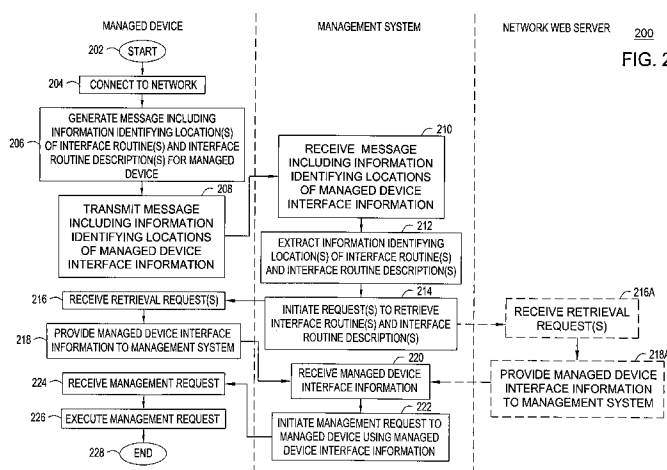 MANAGED DEVICE
MANAGEMENT SYSTEM
NETWORK WEB SERVER
200
FIG. 2
202
START
204
CONNECT TO NETWORK
206
GENERATE MESSAGE INCLUDING
INFORMATION IDENTIFYING LOCATION(S)
OF INTERFACE ROUTINE(S) AND INTERFACE
ROUTINE DESCRIPTION(S) FOR MANAGED
DEVICE
208
TRANSMIT MESSAGE
INCLUDING INFORMATION
IDENTIFYING LOCATIONS
OF MANAGED DEVICE
INTERFACE INFORMATION
210
RECEIVE MESSAGE
INCLUDING INFORMATION
IDENTIFYING LOCATIONS
OF MANAGED DEVICE
INTERFACE INFORMATION
212
EXTRACT INFORMATION IDENTIFYING
LOCATION(S) OF INTERFACE ROUTINE(S)
AND INTERFACE ROUTINE DESCRIPTION(S)
214
INITIATE REQUEST(S) TO RETRIEVE
INTERFACE ROUTINE(S) AND INTERFACE
ROUTINE DESCRIPTION(S)
216
RECEIVE RETRIEVAL REQUEST(S)
216A
RECEIVE RETRIEVAL
REQUEST(S)
218
PROVIDE MANAGED DEVICE INTERFACE
INFORMATION TO MANAGEMENT SYSTEM
218A
PROVIDE MANAGED DEVICE
INTERFACE INFORMATION
TO MANAGEMENT SYSTEM
220
RECEIVE MANAGED DEVICE
INTERFACE INFORMATION
222
INITIATE MANAGEMENT REQUEST TO
MANAGED DEVICE USING MANAGED
DEVICE INTERFACE INFORMATION
224
RECEIVE MANAGEMENT REQUEST
226
EXECUTE MANAGEMENT REQUEST
228
END